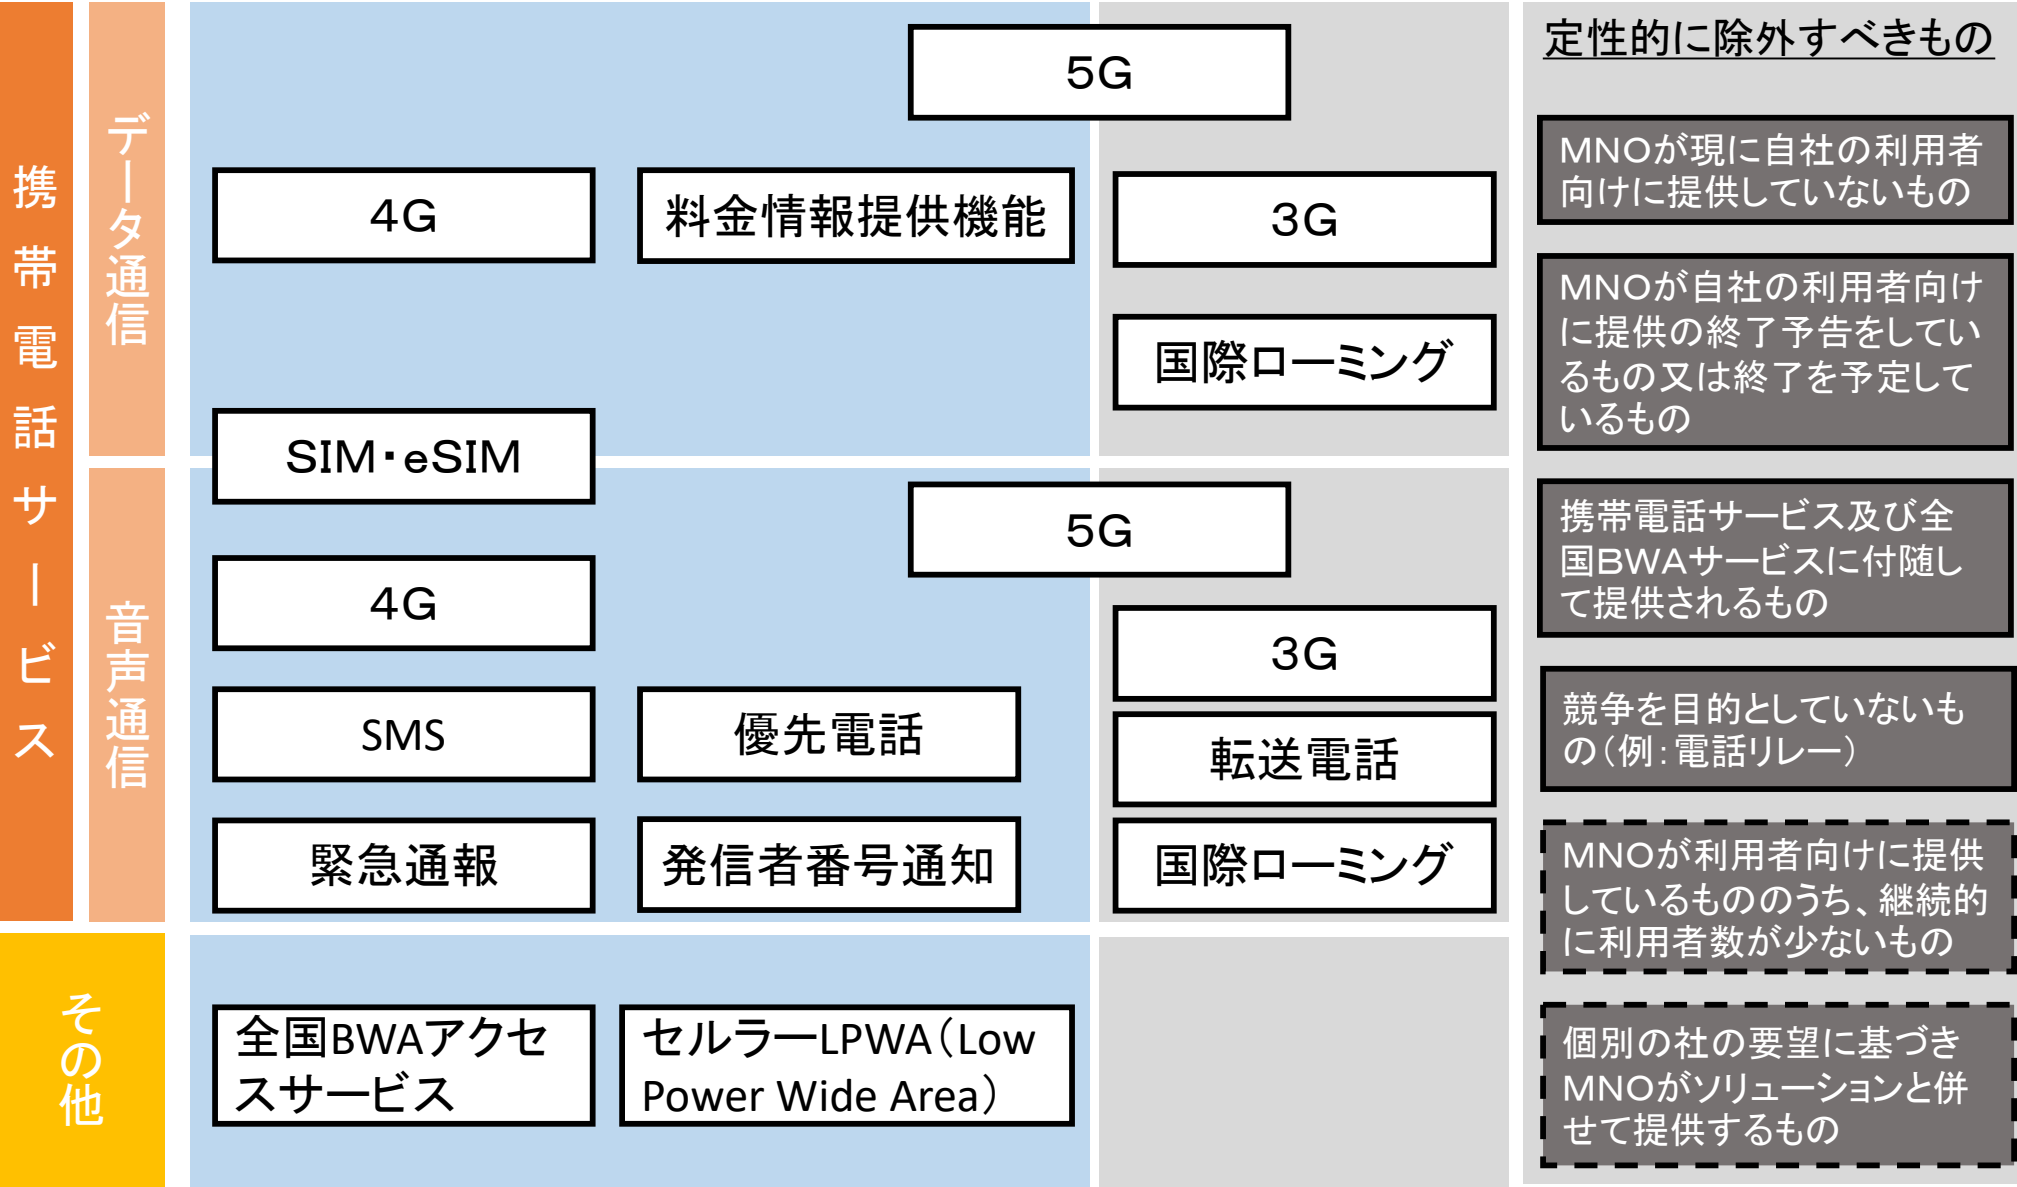 携帯電話サービス
データ通信
5G
4G
料金情報提供機能
3G
国際ローミング
SIM・eSIM
音声通信
5G
4G
3G
SMS
優先電話
転送電話
緊急通報
発信者番号通知
国際ローミング
その他
全国BWAアクセ
スサービス
セルラーLPWA(Low
Power Wide Area)
定性的に除外すべきもの
MNOが現に自社の利用者
向けに提供していないもの
MNOが自社の利用者向け
に提供の終了予告をしてい
るもの又は終了を予定して
いるもの
携帯電話サービス及び全
国BWAサービスに付随し
て提供されるもの
競争を目的としていないも
の(例:電話リレー)
MNOが利用者向けに提供
しているもののうち、継続的
に利用者数が少ないもの
個別の社の要望に基づき
MNOがソリューションと併
せて提供するもの